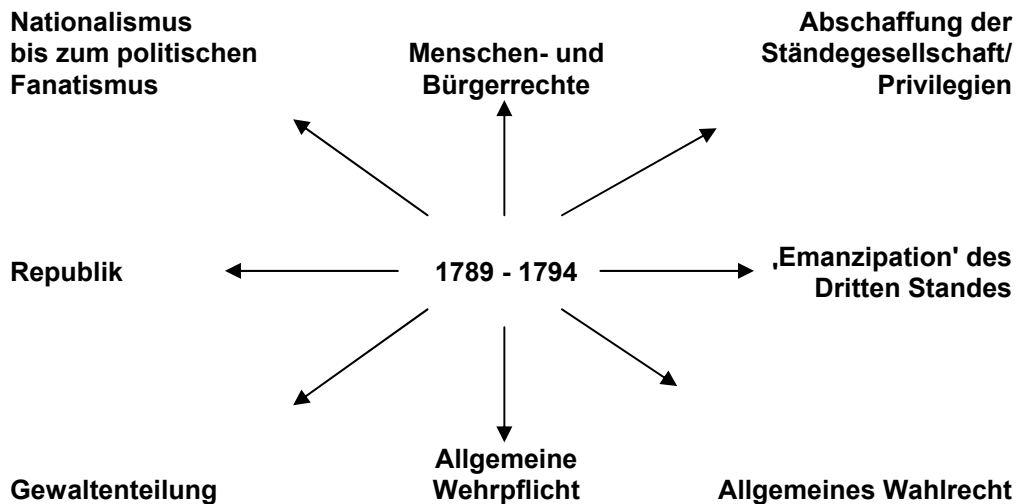 Nationalismus
bis zum politischen
Fanatismus
Menschen- und
Bürgerrechte
Abschaffung der
Ständegesellschaft/
Privilegien
Republik
1789 - 1794
‚Emanzipation' des
Dritten Standes
Gewaltenteilung
Allgemeine
Wehrpflicht
Allgemeines Wahlrecht